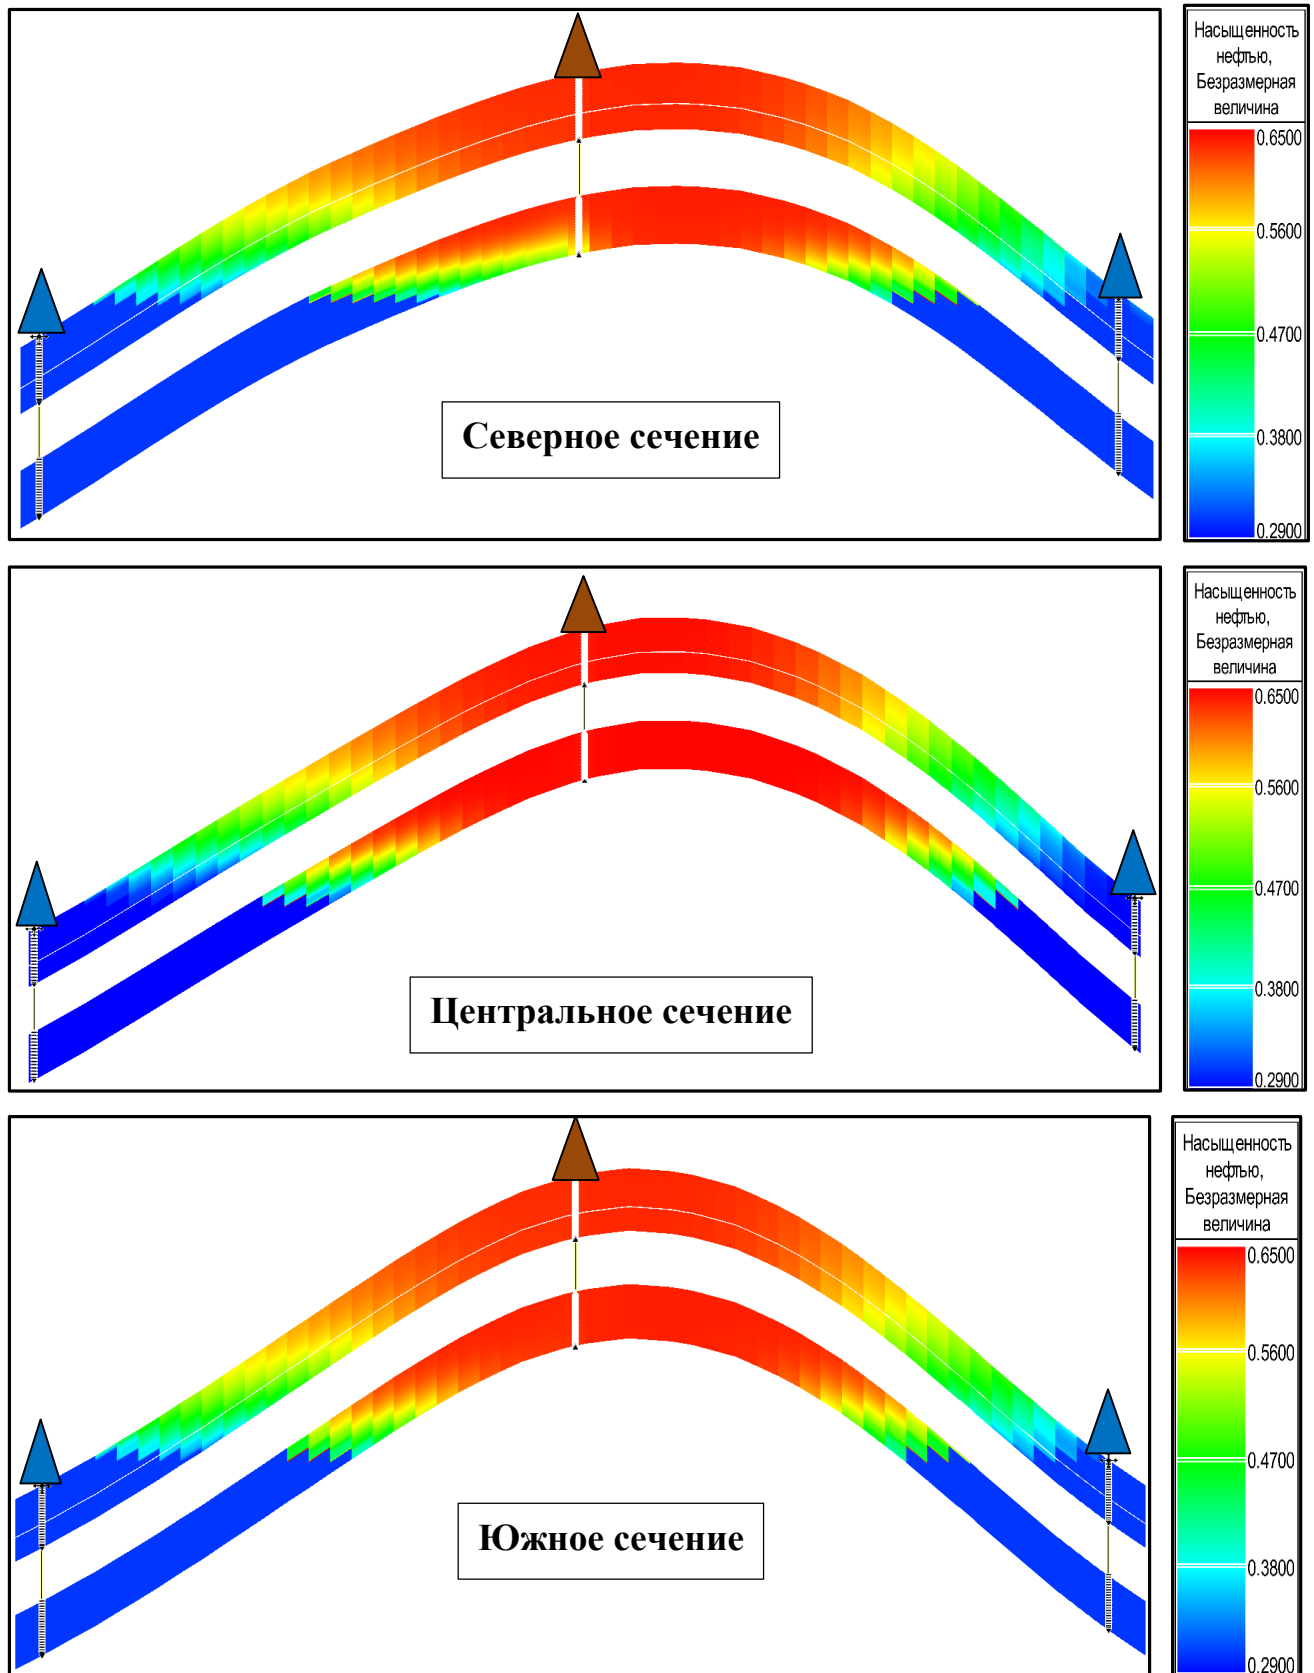 Насыщенность
нефтью,
Безразмерная
величина
0.6500
0.5600
0.4700
0.3800
0.2900
Северное сечение
Насыщенность
нефтью,
Безразмерная
величина
0.6500
0.5600
0.4700
0.3800
0.2900
Центральное сечение
Насыщенность
нефтью,
Безразмерная
величина
0.6500
0.5600
0.4700
0.3800
0.2900
Южное сечение